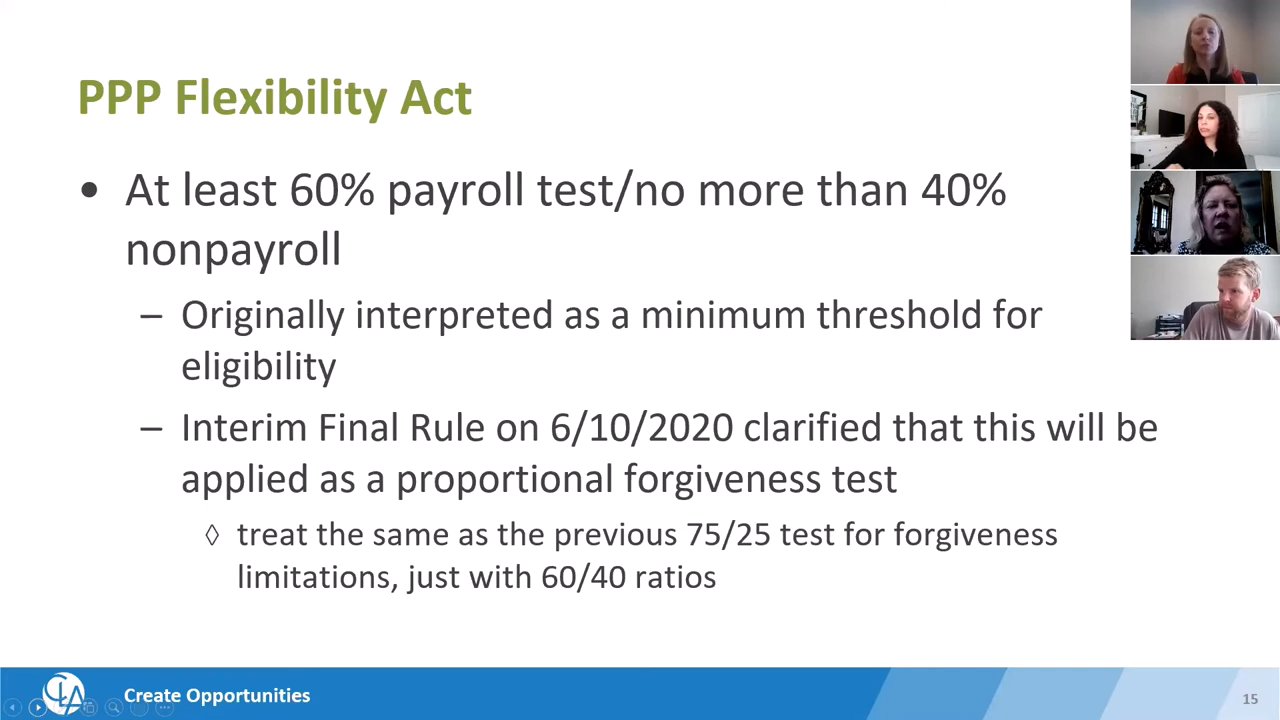 PPP Flexibility Act
• At least 60% payroll test/no more than 40%
nonpayroll
– Originally interpreted as a minimum threshold for
eligibility
– Interim Final Rule on 6/10/2020 clarified that this will be
applied as a proportional forgiveness test
◊ treat the same as the previous 75/25 test for forgiveness
limitations, just with 60/40 ratios
CLA
Create Opportunities
15